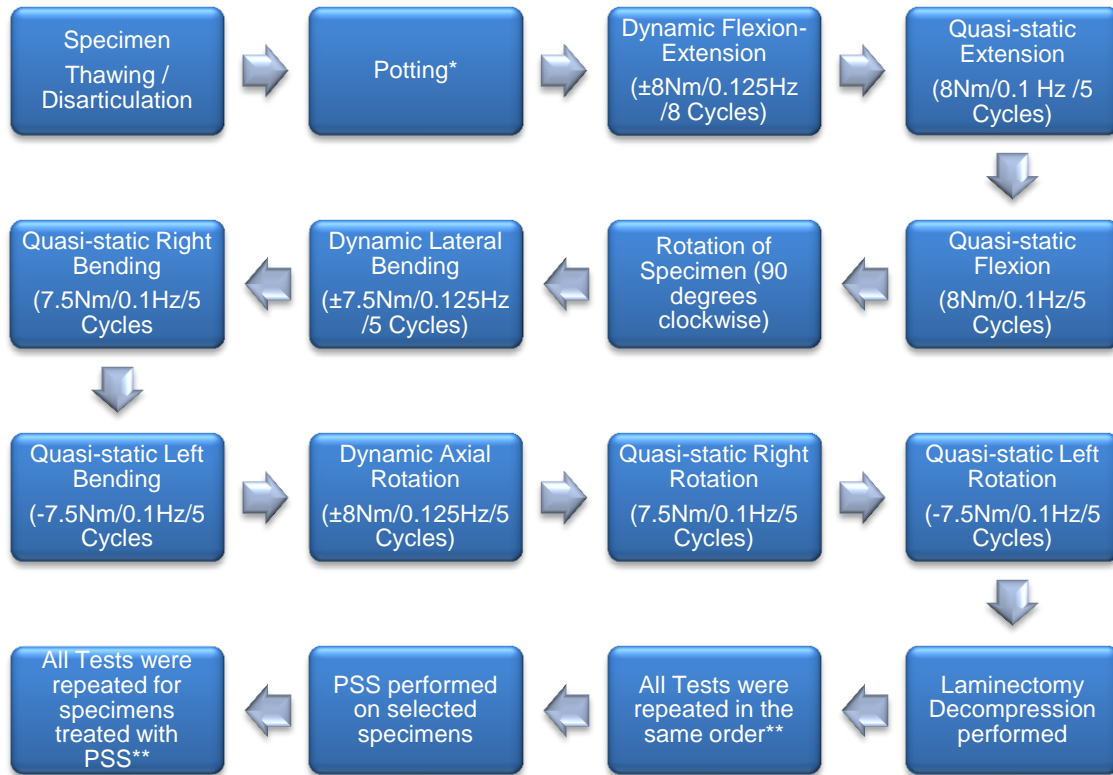 Specimen
Thawing /
Disarticulation
Potting*
Dynamic Flexion-
Extension
(±8Nm/0.125Hz
/8 Cycles)
Quasi-static
Extension
(8Nm/0.1 Hz /5
Cycles)
Quasi-static
Flexion
(8Nm/0.1Hz/5
Cycles)
Rotation of
Specimen (90
degrees
clockwise)
Dynamic Lateral
Bending
(±7.5Nm/0.125Hz
/5 Cycles)
Quasi-static Right
Bending
(7.5Nm/0.1Hz/5
Cycles
Quasi-static Left
Bending
(-7.5Nm/0.1Hz/5
Cycles
Dynamic Axial
Rotation
(±8Nm/0.125Hz/5
Cycles)
Quasi-static Right
Rotation
(7.5Nm/0.1Hz/5
Cycles)
Quasi-static Left
Rotation
(-7.5Nm/0.1Hz/5
Cycles)
Laminectomy
Decompression
performed
All Tests were
repeated in the
same order**
PSS performed
on selected
specimens
All Tests were
repeated for
specimens
treated with
PSS**